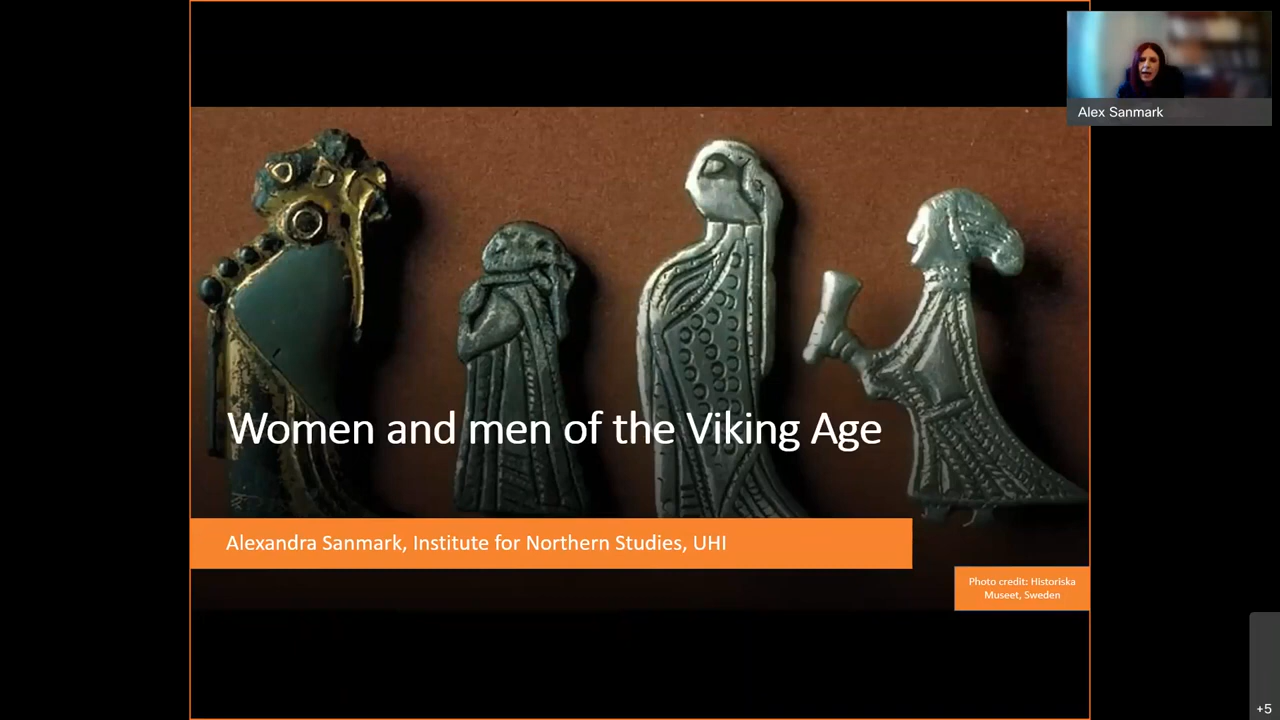 Alex Sanmark
Women and men of the Viking Age
Alexandra Sanmark, Institute for Northern Studies, UHI
Photo credit: Historiska
Museet, Sweden
+5